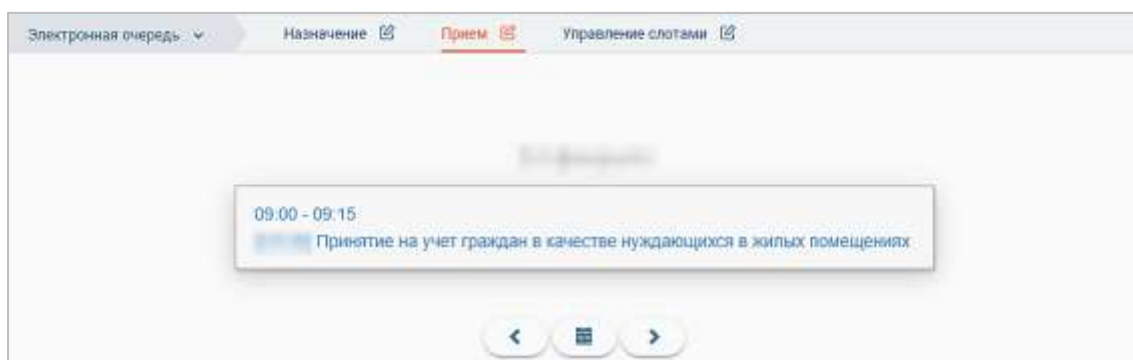 Электронная очередь
Назначение
Прием
Управление слотами
09:00 - 09:15
Принятие на учет граждан в качестве нуждающихся в жилых помещениях